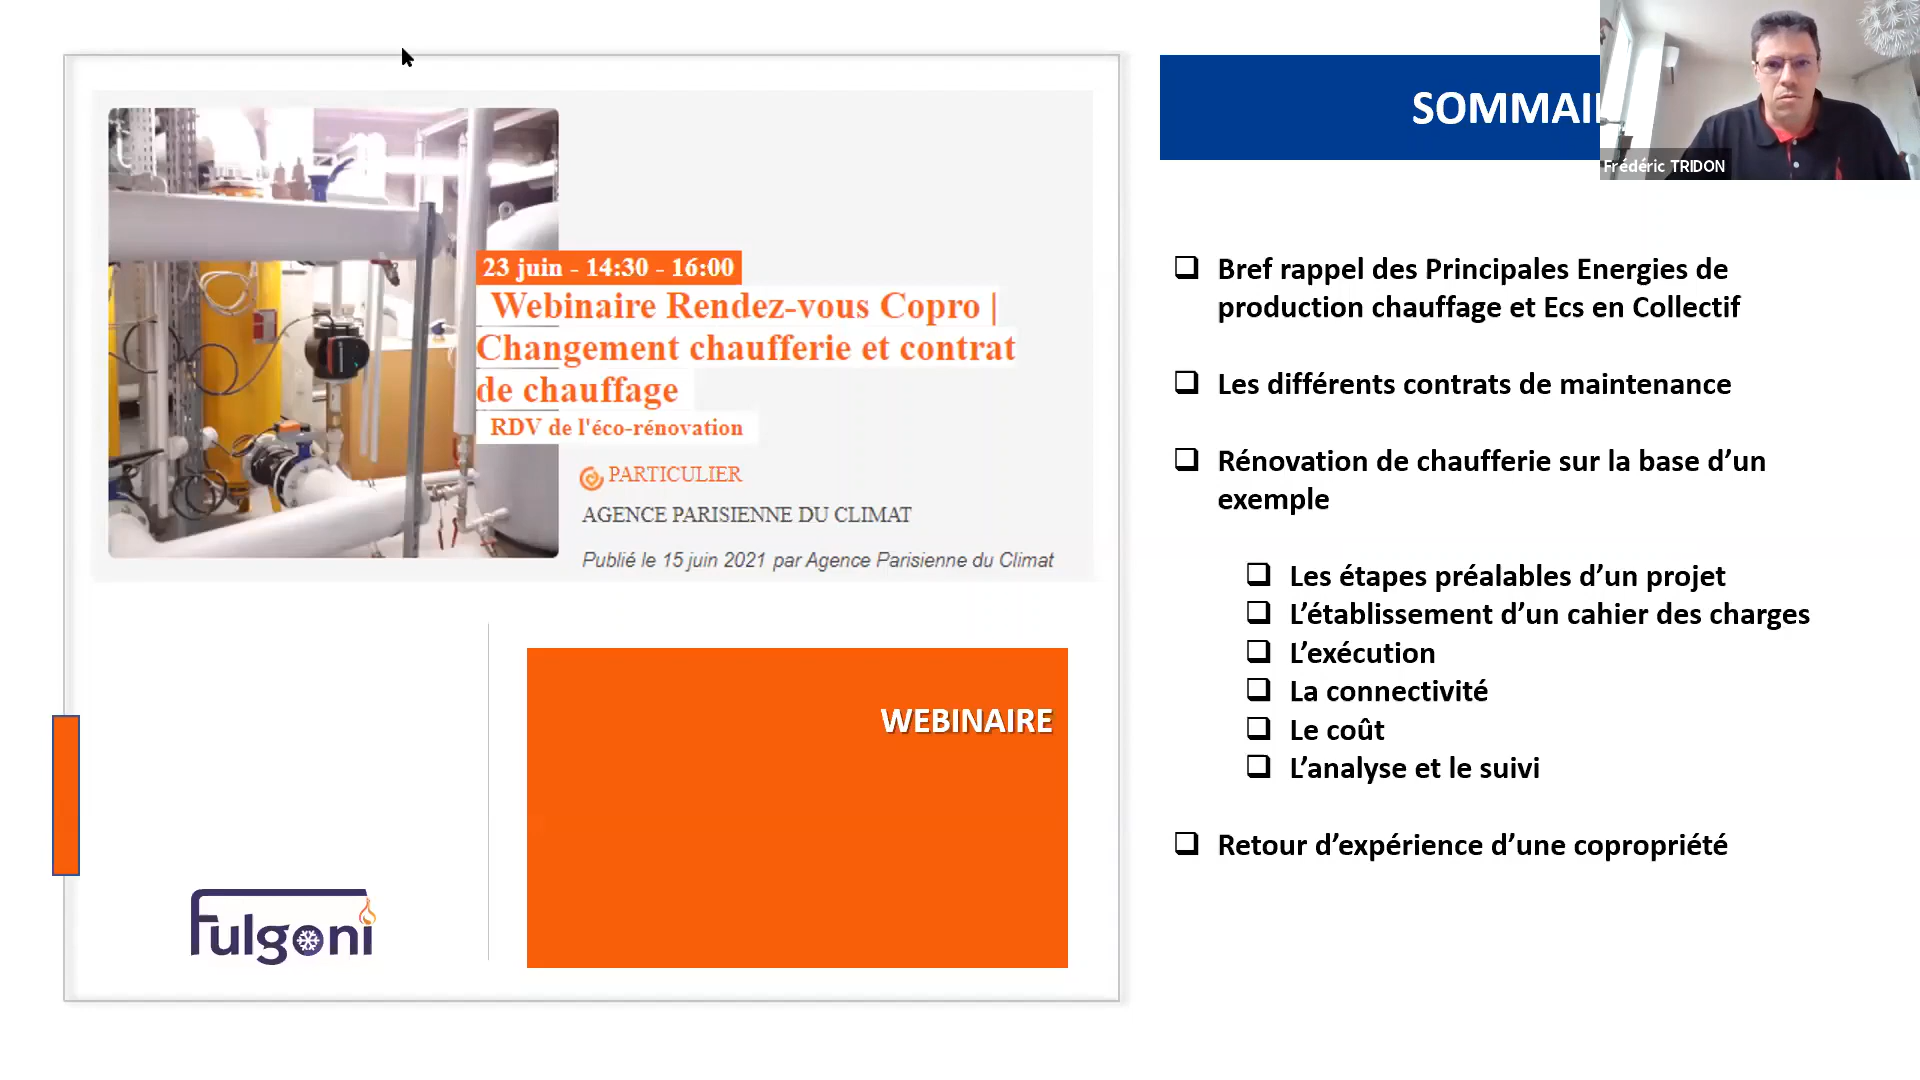 23 juin - 14:30 - 16:00
Webinaire Rendez-vous Copro |
Changement chaufferie et contrat
de chauffage
RDV de l'éco-rénovation
PARTICULIER
AGENCE PARISIENNE DU CLIMAT
Publié le 15 juin 2021 par Agence Parisienne du Climat
WEBINAIRE
Fulgoni
SOMMAI
Frédéric TRIDON
Bref rappel des Principales Energies de
production chauffage et Ecs en Collectif
Les différents contrats de maintenance
Rénovation de chaufferie sur la base d’un
exemple
Les étapes préalables d’un projet
L’établissement d’un cahier des charges
L’exécution
La connectivité
Le coût
L’analyse et le suivi
Retour d’expérience d’une copropriété